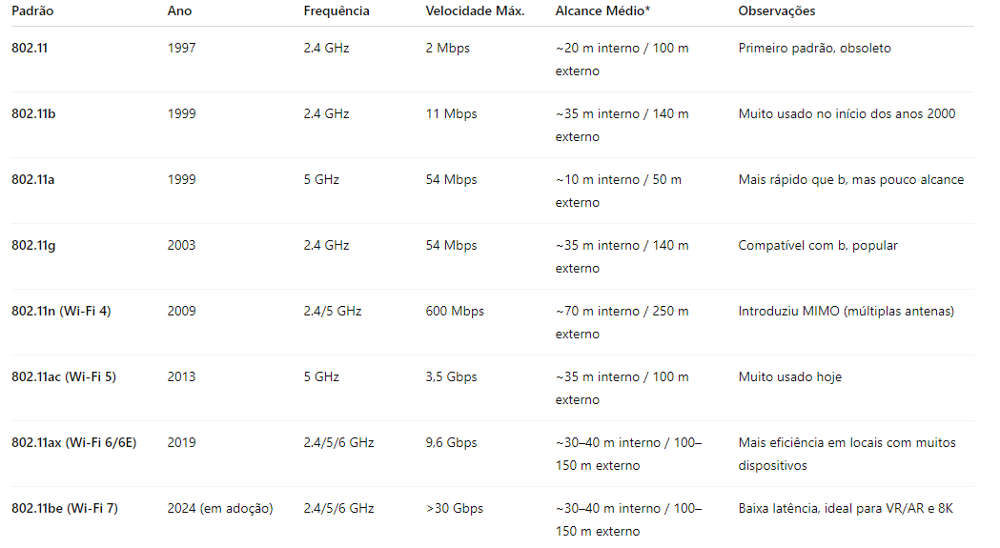 Padrão Ano Frequência Velocidade Máx. Alcance Médio* Observações
802.11 1997 2.4 GHz 2 Mbps ~20 m interno / 100 m Primeiro padrão, obsoleto
externo
802.11b 1999 2.4 GHz 11 Mbps ~35 m interno / 140 m Muito usado no início dos anos 2000
externo
802.11a 1999 5 GHz 54 Mbps ~10 m interno / 50 m Mais rápido que b, mas pouco alcance
externo
802.11g 2003 2.4 GHz 54 Mbps ~35 m interno / 140 m Compatível com b, popular
externo
802.11n (Wi-Fi 4) 2009 2.4/5 GHz 600 Mbps ~70 m interno / 250 m Introduziu MIMO (múltiplas antenas)
externo
802.11ac (Wi-Fi 5) 2013 5 GHz 3,5 Gbps ~35 m interno / 100 m Muito usado hoje
externo
802.11ax (Wi-Fi 6/6E) 2019 2.4/5/6 GHz 9,6 Gbps ~30–40 m interno / 100– Mais eficiência em locais com muitos
150 m externo dispositivos
802.11be (Wi-Fi 7) 2024 (em adoção) 2.4/5/6 GHz >30 Gbps ~30–40 m interno / 100– Baixa latência, ideal para VR/AR e 8K
150 m externo